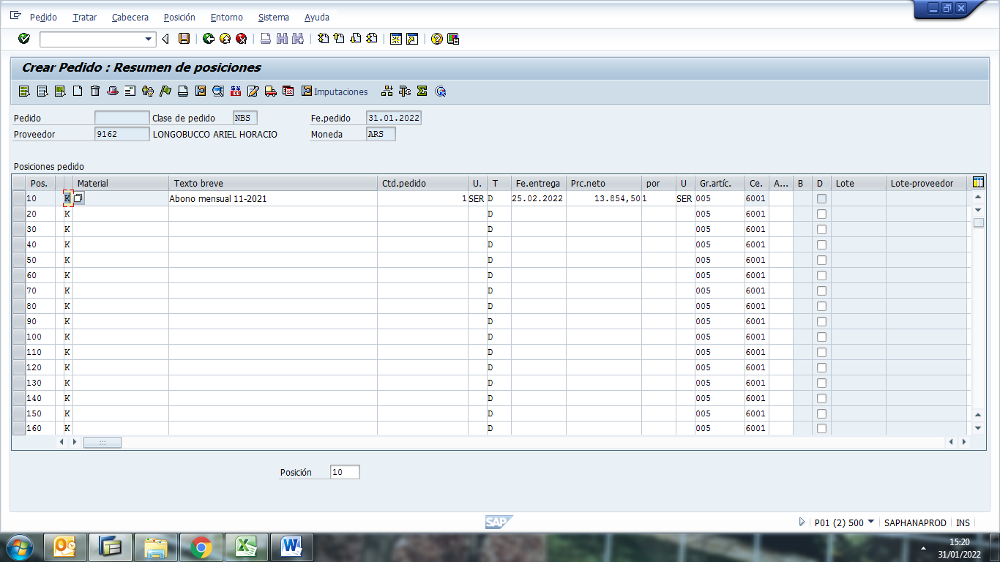 Pedido Tratar Cabecera Posición Entorno Sistema Ayuda
Crear Pedido : Resumen de posiciones
Imputaciones
Pedido Clase de pedido NBS Fe.pedido 31.01.2022
Proveedor 9162 LONGOBUCCO ARIEL HORACIO Moneda ARS
Posiciones pedido
Pos. Material Texto breve Ctd.pedido U. T Fe.entrega Prc.neto por U Gr.artíc. Ce. A... B D Lote Lote-proveedor
10 K Abono mensual 11-2021 1 SER D 25.02.2022 13.854,50 1 SER 005 6001
20 K D 005 6001
30 K D 005 6001
40 K D 005 6001
50 K D 005 6001
60 K D 005 6001
70 K D 005 6001
80 K D 005 6001
90 K D 005 6001
100 K D 005 6001
110 K D 005 6001
120 K D 005 6001
130 K D 005 6001
140 K D 005 6001
150 K D 005 6001
160 K D 005 6001
Posición 10
SAP
P01 (2) 500 SAPHANAPROD INS
15:20
31/01/2022